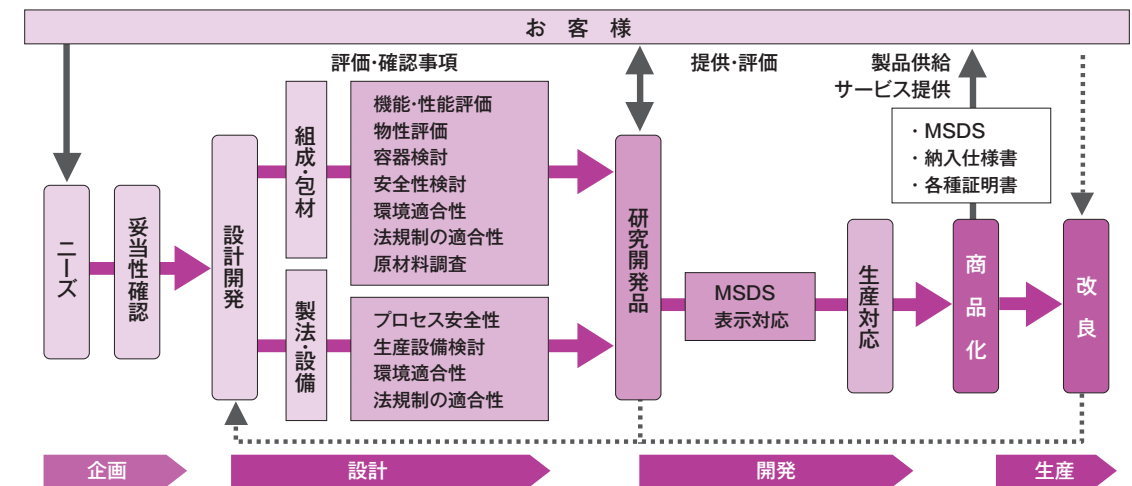 お客様
評価・確認事項
提供・評価
製品供給
サービス提供
ニーズ
妥当性確認
設計開発
組成・包材
機能・性能評価
物性評価
容器検討
安全性検討
環境適合性
法規制の適合性
原材料調査
製法・設備
プロセス安全性
生産設備検討
環境適合性
法規制の適合性
研究開発品
MSDS
表示対応
生産対応
・MSDS
・納入仕様書
・各種証明書
商品化
改良
企画
設計
開発
生産